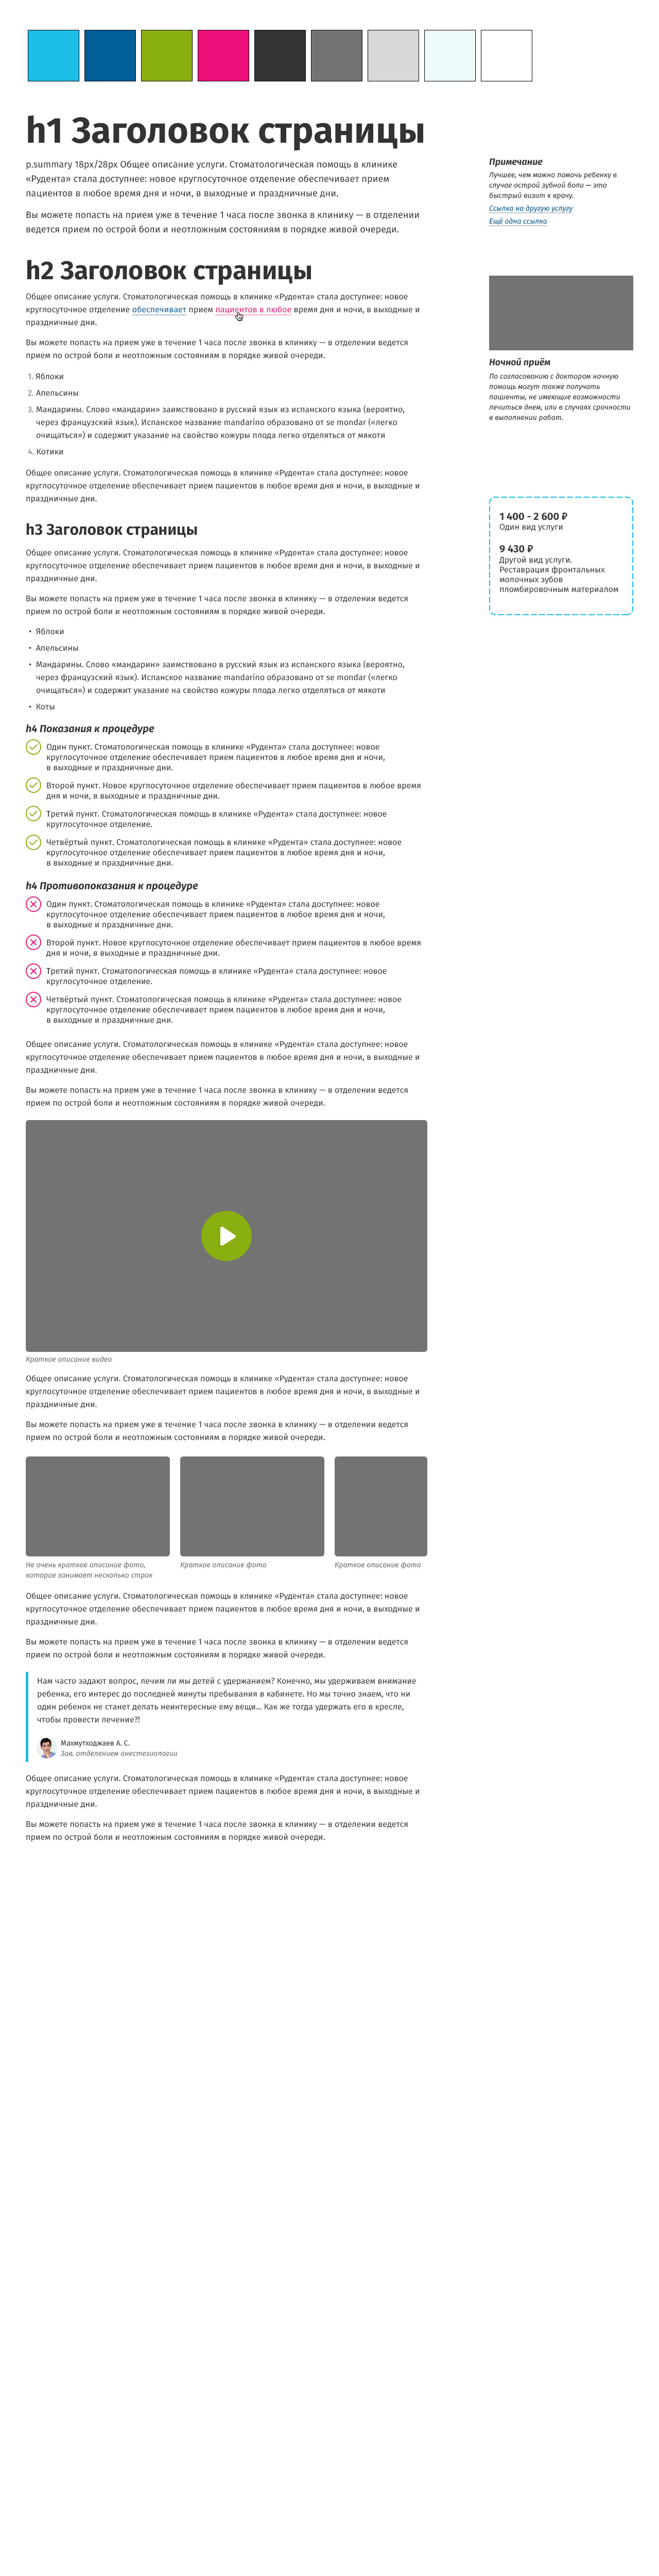 h1 Заголовок страницы
p.summary 18px/28px Общее описание услуги. Стоматологическая помощь в клинике
«Рудента» стала доступнее: новое круглосуточное отделение обеспечивает прием
пациентов в любое время дня и ночи, в выходные и праздничные дни.
Вы можете попасть на прием уже в течение 1 часа после звонка в клинику — в отделении
ведется прием по острой боли и неотложным состояниям в порядке живой очереди.
Примечание
Лучшее, чем можно помочь ребенку в
случае острой зубной боли — это
быстрый визит к врачу.
Ссылка на другую услугу
Ещё одна ссылка
h2 Заголовок страницы
Общее описание услуги. Стоматологическая помощь в клинике «Рудента» стала доступнее: новое
круглосуточное отделение обеспечивает прием пациентов в любое время дня и ночи, в выходные и
праздничные дни.
Вы можете попасть на прием уже в течение 1 часа после звонка в клинику — в отделении ведется
прием по острой боли и неотложным состояниям в порядке живой очереди.
1. Яблоки
2. Апельсины
3. Мандарины. Слово «мандарин» заимствовано в русский язык из испанского языка (вероятно,
через французский язык). Испанское название mandarino образовано от se mondar («легко
очищаться») и содержит указание на свойство кожуры плода легко отделяться от мякоти
4. Котики
Общее описание услуги. Стоматологическая помощь в клинике «Рудента» стала доступнее: новое
круглосуточное отделение обеспечивает прием пациентов в любое время дня и ночи, в выходные и
праздничные дни.
Ночной приём
По согласованию с доктором ночную
помощь могут также получать
пациенты, не имеющие возможности
лечиться днем, или в случаях срочности
в выполнении работ.
h3 Заголовок страницы
Общее описание услуги. Стоматологическая помощь в клинике «Рудента» стала доступнее: новое
круглосуточное отделение обеспечивает прием пациентов в любое время дня и ночи, в выходные и
праздничные дни.
Вы можете попасть на прием уже в течение 1 часа после звонка в клинику — в отделении ведется
прием по острой боли и неотложным состояниям в порядке живой очереди.
1 400 - 2 600 ₽
Один вид услуги
9 430 ₽
Другой вид услуги.
Реставрация фронтальных
молочных зубов
пломбировочным материалом
• Яблоки
• Апельсины
• Мандарины. Слово «мандарин» заимствовано в русский язык из испанского языка (вероятно,
через французский язык). Испанское название mandarino образовано от se mondar («легко
очищаться») и содержит указание на свойство кожуры плода легко отделяться от мякоти
• Коты
h4 Показания к процедуре
Один пункт. Стоматологическая помощь в клинике «Рудента» стала доступнее: новое
круглосуточное отделение обеспечивает прием пациентов в любое время дня и ночи,
в выходные и праздничные дни.
Второй пункт. Новое круглосуточное отделение обеспечивает прием пациентов в любое время
дня и ночи, в выходные и праздничные дни.
Третий пункт. Стоматологическая помощь в клинике «Рудента» стала доступнее: новое
круглосуточное отделение.
Четвёртый пункт. Стоматологическая помощь в клинике «Рудента» стала доступнее: новое
круглосуточное отделение обеспечивает прием пациентов в любое время дня и ночи,
в выходные и праздничные дни.
h4 Противопоказания к процедуре
Один пункт. Стоматологическая помощь в клинике «Рудента» стала доступнее: новое
круглосуточное отделение обеспечивает прием пациентов в любое время дня и ночи,
в выходные и праздничные дни.
Второй пункт. Новое круглосуточное отделение обеспечивает прием пациентов в любое время
дня и ночи, в выходные и праздничные дни.
Третий пункт. Стоматологическая помощь в клинике «Рудента» стала доступнее: новое
круглосуточное отделение.
Четвёртый пункт. Стоматологическая помощь в клинике «Рудента» стала доступнее: новое
круглосуточное отделение обеспечивает прием пациентов в любое время дня и ночи,
в выходные и праздничные дни.
Общее описание услуги. Стоматологическая помощь в клинике «Рудента» стала доступнее: новое
круглосуточное отделение обеспечивает прием пациентов в любое время дня и ночи, в выходные и
праздничные дни.
Вы можете попасть на прием уже в течение 1 часа после звонка в клинику — в отделении ведется
прием по острой боли и неотложным состояниям в порядке живой очереди.
Краткое описание видео
Общее описание услуги. Стоматологическая помощь в клинике «Рудента» стала доступнее: новое
круглосуточное отделение обеспечивает прием пациентов в любое время дня и ночи, в выходные и
праздничные дни.
Вы можете попасть на прием уже в течение 1 часа после звонка в клинику — в отделении ведется
прием по острой боли и неотложным состояниям в порядке живой очереди.
Не очень краткое описание фото,
которое занимает несколько строк
Краткое описание фото
Краткое описание фото
Общее описание услуги. Стоматологическая помощь в клинике «Рудента» стала доступнее: новое
круглосуточное отделение обеспечивает прием пациентов в любое время дня и ночи, в выходные и
праздничные дни.
Вы можете попасть на прием уже в течение 1 часа после звонка в клинику — в отделении ведется
прием по острой боли и неотложным состояниям в порядке живой очереди.
Нам часто задают вопрос, лечим ли мы детей с удержанием? Конечно, мы удерживаем внимание
ребенка, его интерес до последней минуты пребывания в кабинете. Но мы точно знаем, что ни
один ребенок не станет делать неинтересные ему вещи... Как же тогда удержать его в кресле,
чтобы провести лечение?!
Махмутходжаев А. С.
Зав. отделением анестезиологии
Общее описание услуги. Стоматологическая помощь в клинике «Рудента» стала доступнее: новое
круглосуточное отделение обеспечивает прием пациентов в любое время дня и ночи, в выходные и
праздничные дни.
Вы можете попасть на прием уже в течение 1 часа после звонка в клинику — в отделении ведется
прием по острой боли и неотложным состояниям в порядке живой очереди.